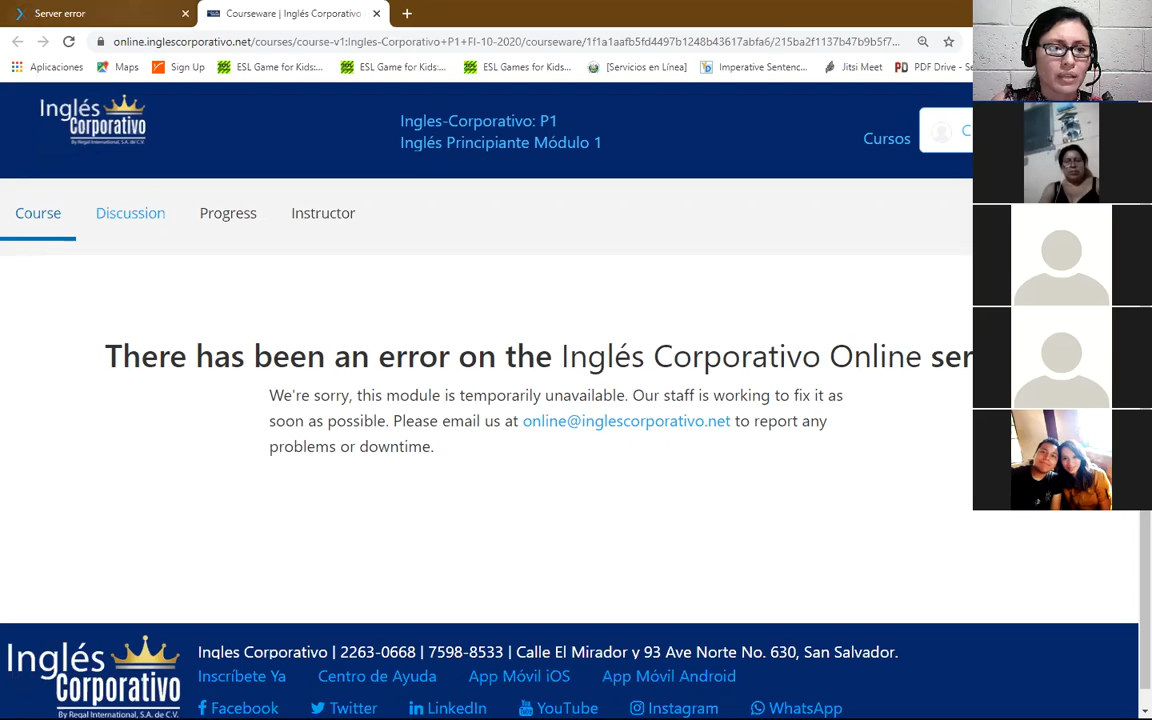 Server error
Courseware | Inglés Corporativo
online.inglescorporativo.net/courses/course-v1:Ingles-Corporativo+P1+FI-10-2020/courseware/1f1a1aafb5fd4497b1248b43617abfa6/215ba2f1137b47b9b5f7...
Aplicaciones
Maps
Sign Up
ESL Game for Kids:...
ESL Game for Kids:...
ESL Games for Kids:...
[Servicios en Línea]
Imperative Sentenc...
Jitsi Meet
PDF Drive - Se
Inglés
Corporativo
By Regal International, S.A. de C.V.
Ingles-Corporativo: P1
Inglés Principiante Módulo 1
Cursos
C
Course
Discussion
Progress
Instructor
There has been an error on the Inglés Corporativo Online ser
We're sorry, this module is temporarily unavailable. Our staff is working to fix it as
soon as possible. Please email us at online@inglescorporativo.net to report any
problems or downtime.
Inglés
Corporativo
By Regal International, S.A. de C.V.
Ingles Corporativo | 2263-0668 | 7598-8533 | Calle El Mirador y 93 Ave Norte No. 630, San Salvador.
Inscríbete Ya
Centro de Ayuda
App Móvil iOS
App Móvil Android
Facebook
Twitter
LinkedIn
YouTube
Instagram
WhatsApp